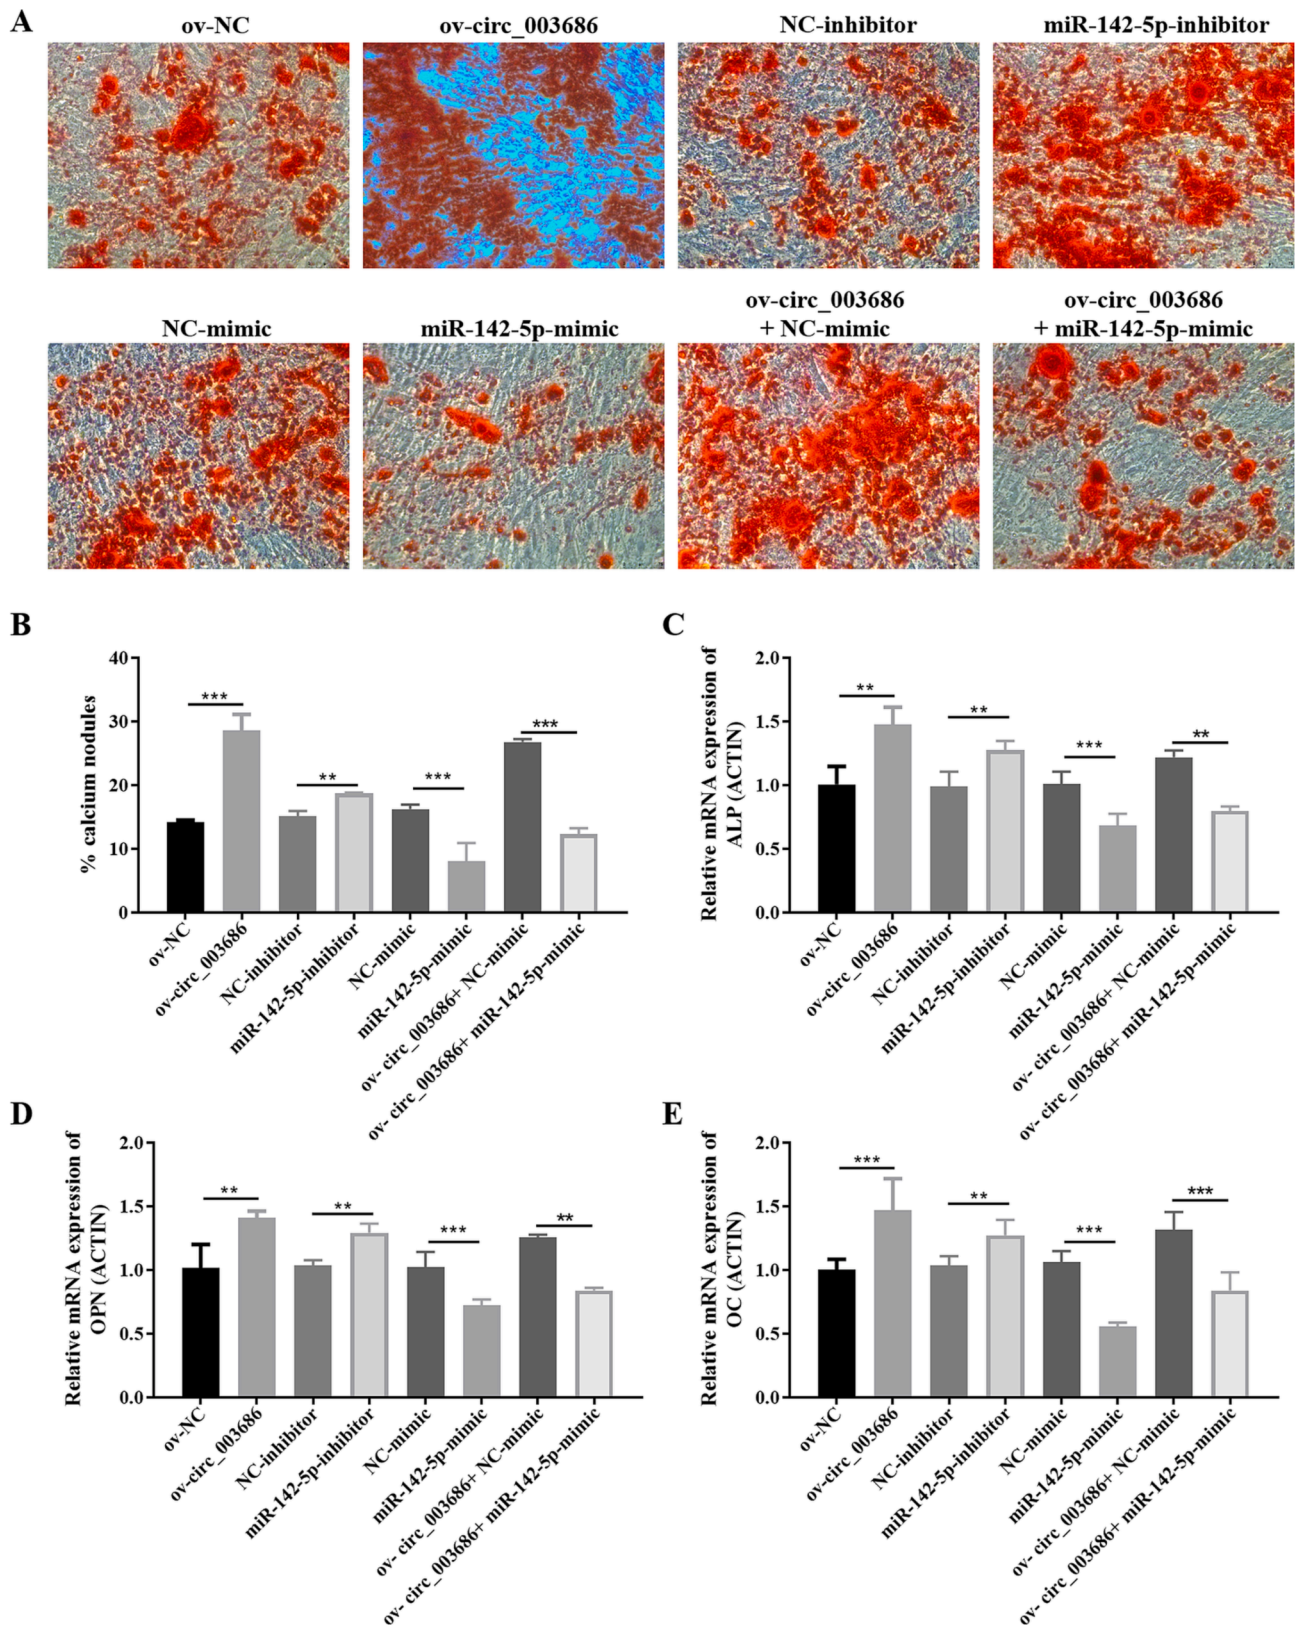 A
ov-NC
ov-circ_003686
NC-inhibitor
miR-142-5p-inhibitor
NC-mimic
miR-142-5p-mimic
ov-circ_003686
+ NC-mimic
ov-circ_003686
+ miR-142-5p-mimic
B
% calcium nodules
40
30
20
10
0
***
**
***
***
ov-NC
ov-circ_003686
NC-inhibitor
miR-142-5p-inhibitor
NC-mimic
miR-142-5p-mimic
ov- circ_003686+ NC-mimic
ov- circ_003686+ miR-142-5p-mimic
C
Relative mRNA expression of
ALP (ACTIN)
2.0
1.5
1.0
0.5
0.0
**
**
***
**
ov-NC
ov-circ_003686
NC-inhibitor
miR-142-5p-inhibitor
NC-mimic
miR-142-5p-mimic
ov- circ_003686+ NC-mimic
ov- circ_003686+ miR-142-5p-mimic
D
Relative mRNA expression of
OPN (ACTIN)
2.0
1.5
1.0
0.5
0.0
**
**
***
**
ov-NC
ov-circ_003686
NC-inhibitor
miR-142-5p-inhibitor
NC-mimic
miR-142-5p-mimic
ov- circ_003686+ NC-mimic
ov- circ_003686+ miR-142-5p-mimic
E
Relative mRNA expression of
OC (ACTIN)
2.0
1.5
1.0
0.5
0.0
***
**
***
***
ov-NC
ov-circ_003686
NC-inhibitor
miR-142-5p-inhibitor
NC-mimic
miR-142-5p-mimic
ov- circ_003686+ NC-mimic
ov- circ_003686+ miR-142-5p-mimic